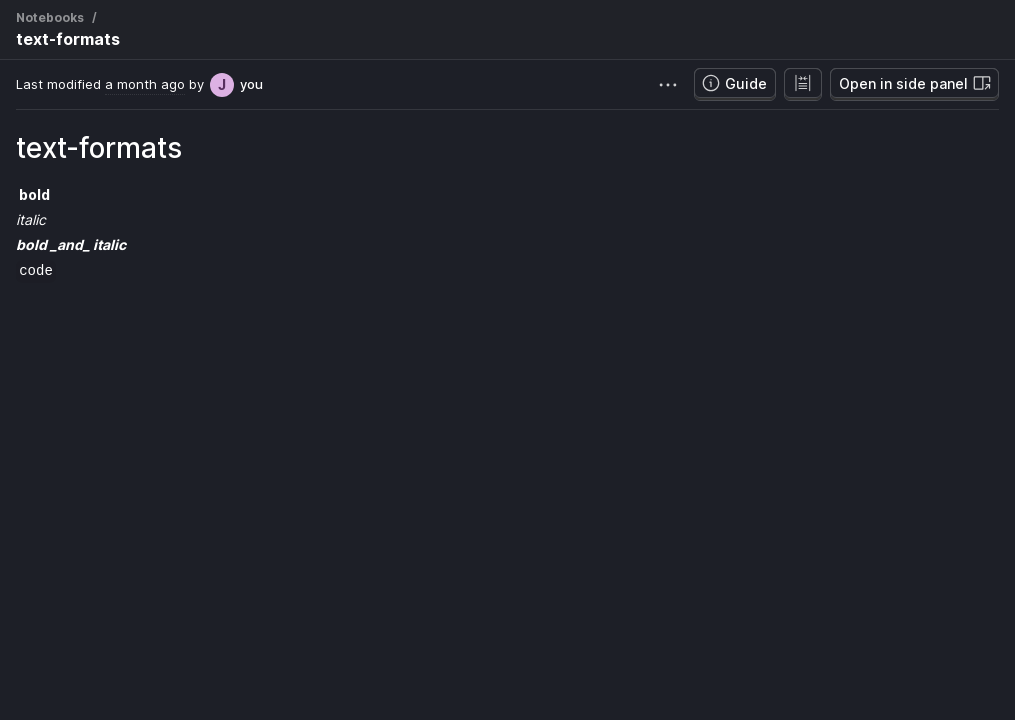 Notebooks /
text-formats
Last modified a month ago by J you
Guide
Open in side panel
text-formats
bold
italic
bold _and_ italic
code